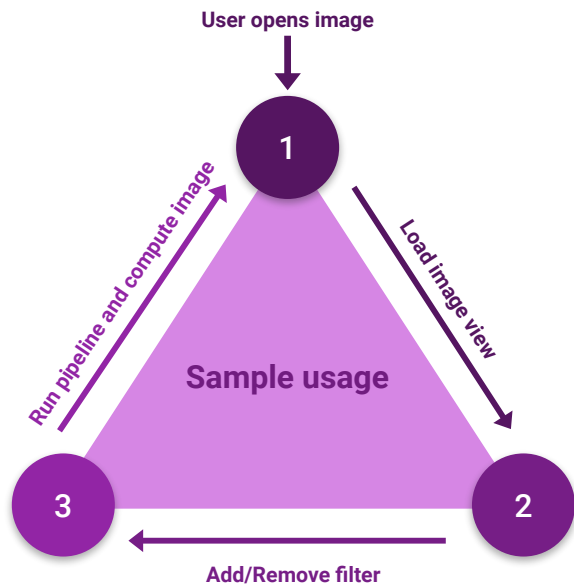 User opens image
1
Run pipeline and compute image
Load image view
Sample usage
3
2
Add/Remove filter